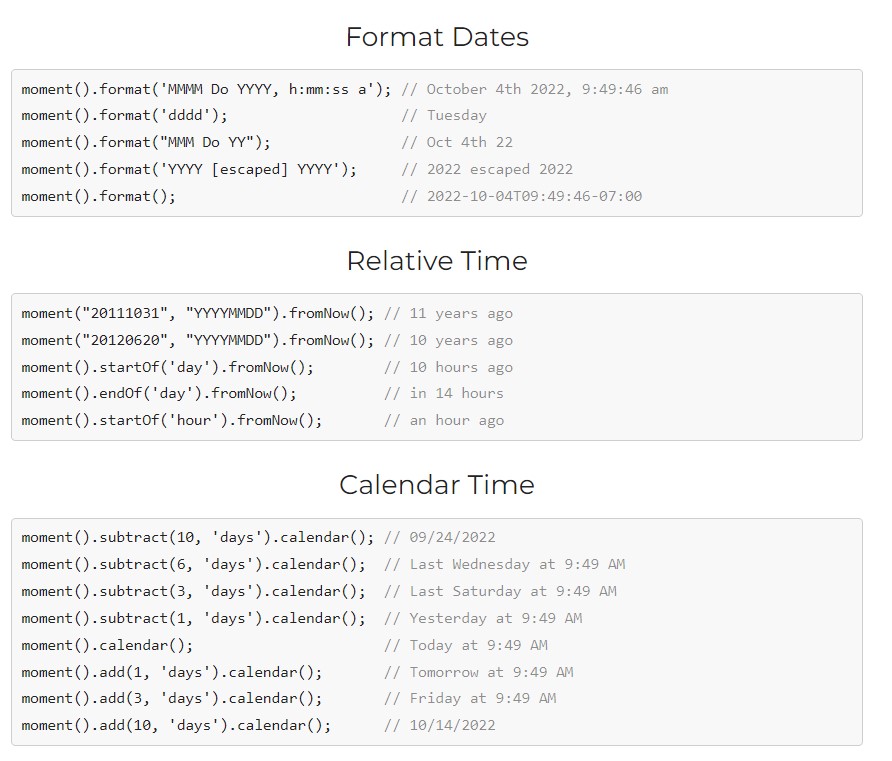 Format Dates
moment().format('MMMM Do YYYY, h:mm:ss a'); // October 4th 2022, 9:49:46 am
moment().format('dddd');                    // Tuesday
moment().format("MMM Do YY");               // Oct 4th 22
moment().format('YYYY [escaped] YYYY');     // 2022 escaped 2022
moment().format();                          // 2022-10-04T09:49:46-07:00
Relative Time
moment("20111031", "YYYYMMDD").fromNow(); // 11 years ago
moment("20120620", "YYYYMMDD").fromNow(); // 10 years ago
moment().startOf('day').fromNow();        // 10 hours ago
moment().endOf('day').fromNow();          // in 14 hours
moment().startOf('hour').fromNow();       // an hour ago
Calendar Time
moment().subtract(10, 'days').calendar(); // 09/24/2022
moment().subtract(6, 'days').calendar();  // Last Wednesday at 9:49 AM
moment().subtract(3, 'days').calendar();  // Last Saturday at 9:49 AM
moment().subtract(1, 'days').calendar();  // Yesterday at 9:49 AM
moment().calendar();                      // Today at 9:49 AM
moment().add(1, 'days').calendar();       // Tomorrow at 9:49 AM
moment().add(3, 'days').calendar();       // Friday at 9:49 AM
moment().add(10, 'days').calendar();      // 10/14/2022